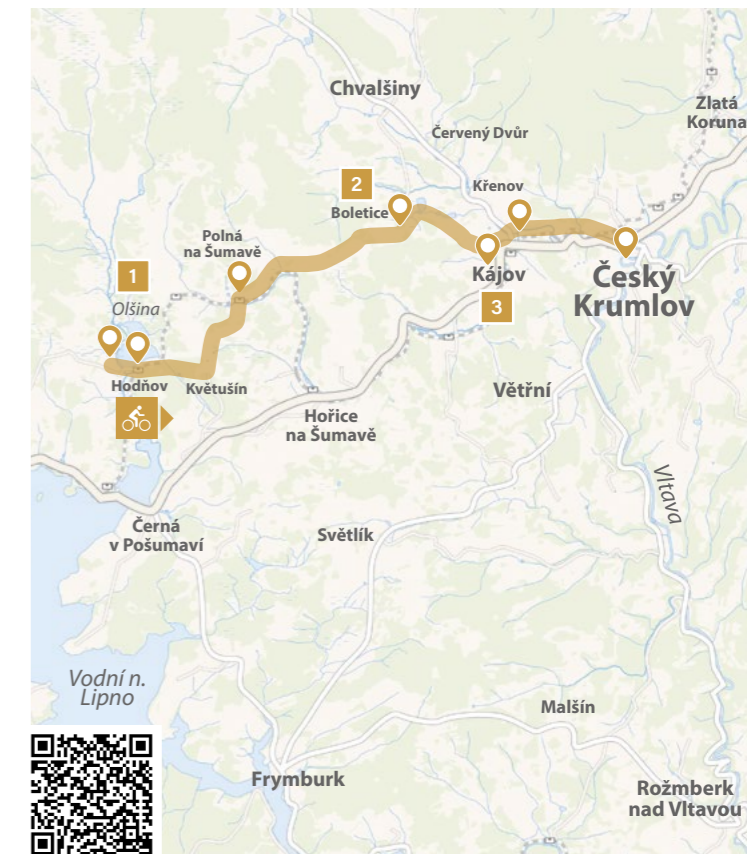 Chvalšiny
Zlatá
Koruna
Červený Dvůr
2
Křenov
Boletice
Polná
na Šumavě
1
Olšina
Kájov
Český
Krumlov
3
Hodňov
Květušín
Větřní
Hořice
na Šumavě
Vltava
Černá
v Pošumaví
Světlík
Vodní n.
Lipno
Malšín
Frymburk
Rožmberk
nad Vltavou